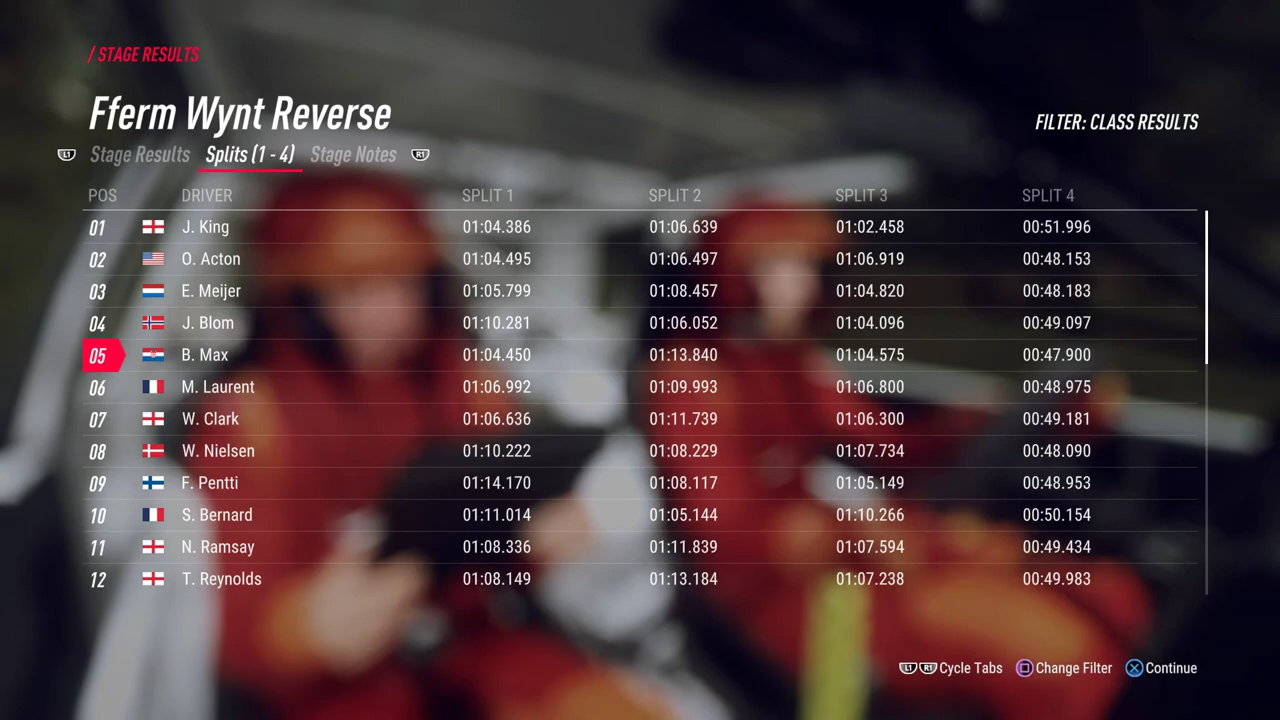 / STAGE RESULTS
Fferm Wynt Reverse
FILTER: CLASS RESULTS
L1 Stage Results Splits (1 - 4) Stage Notes R1
POS DRIVER SPLIT 1 SPLIT 2 SPLIT 3 SPLIT 4
01 J. King 01:04.386 01:06.639 01:02.458 00:51.996
02 O. Acton 01:04.495 01:06.497 01:06.919 00:48.153
03 E. Meijer 01:05.799 01:08.457 01:04.820 00:48.183
04 J. Blom 01:10.281 01:06.052 01:04.096 00:49.097
05 B. Max 01:04.450 01:13.840 01:04.575 00:47.900
06 M. Laurent 01:06.992 01:09.993 01:06.800 00:48.975
07 W. Clark 01:06.636 01:11.739 01:06.300 00:49.181
08 W. Nielsen 01:10.222 01:08.229 01:07.734 00:48.090
09 F. Pentti 01:14.170 01:08.117 01:05.149 00:48.953
10 S. Bernard 01:11.014 01:05.144 01:10.266 00:50.154
11 N. Ramsay 01:08.336 01:11.839 01:07.594 00:49.434
12 T. Reynolds 01:08.149 01:13.184 01:07.238 00:49.983
L1 R1 Cycle Tabs Change Filter Continue